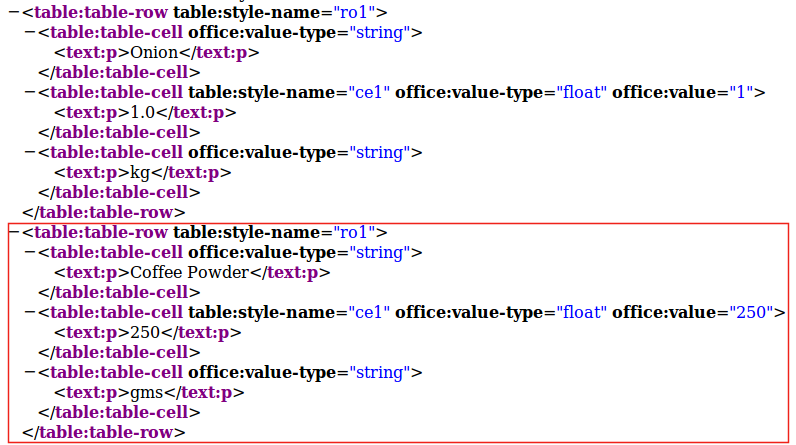 −<table:table-row table:style-name="ro1">
−<table:table-cell office:value-type="string">
<text:p>Onion</text:p>
</table:table-cell>
−<table:table-cell table:style-name="ce1" office:value-type="float" office:value="1">
<text:p>1.0</text:p>
</table:table-cell>
−<table:table-cell office:value-type="string">
<text:p>kg</text:p>
</table:table-cell>
</table:table-row>
−<table:table-row table:style-name="ro1">
−<table:table-cell office:value-type="string">
<text:p>Coffee Powder</text:p>
</table:table-cell>
−<table:table-cell table:style-name="ce1" office:value-type="float" office:value="250">
<text:p>250</text:p>
</table:table-cell>
−<table:table-cell office:value-type="string">
<text:p>gms</text:p>
</table:table-cell>
</table:table-row>